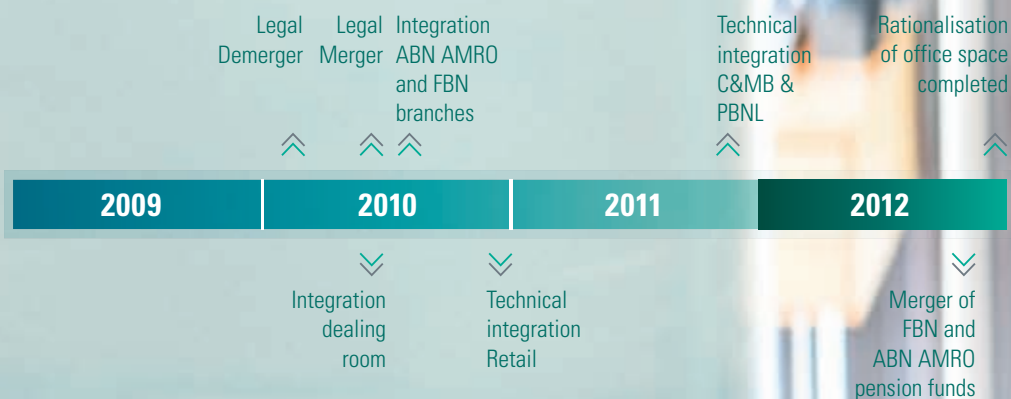 Legal
Demerger
Legal
Merger
Integration
ABN AMRO
and FBN
branches
Technical
integration
C&MB &
PBNL
Rationalisation
of office space
completed
2009
2010
2011
2012
Integration
dealing
room
Technical
integration
Retail
Merger of
FBN and
ABN AMRO
pension funds